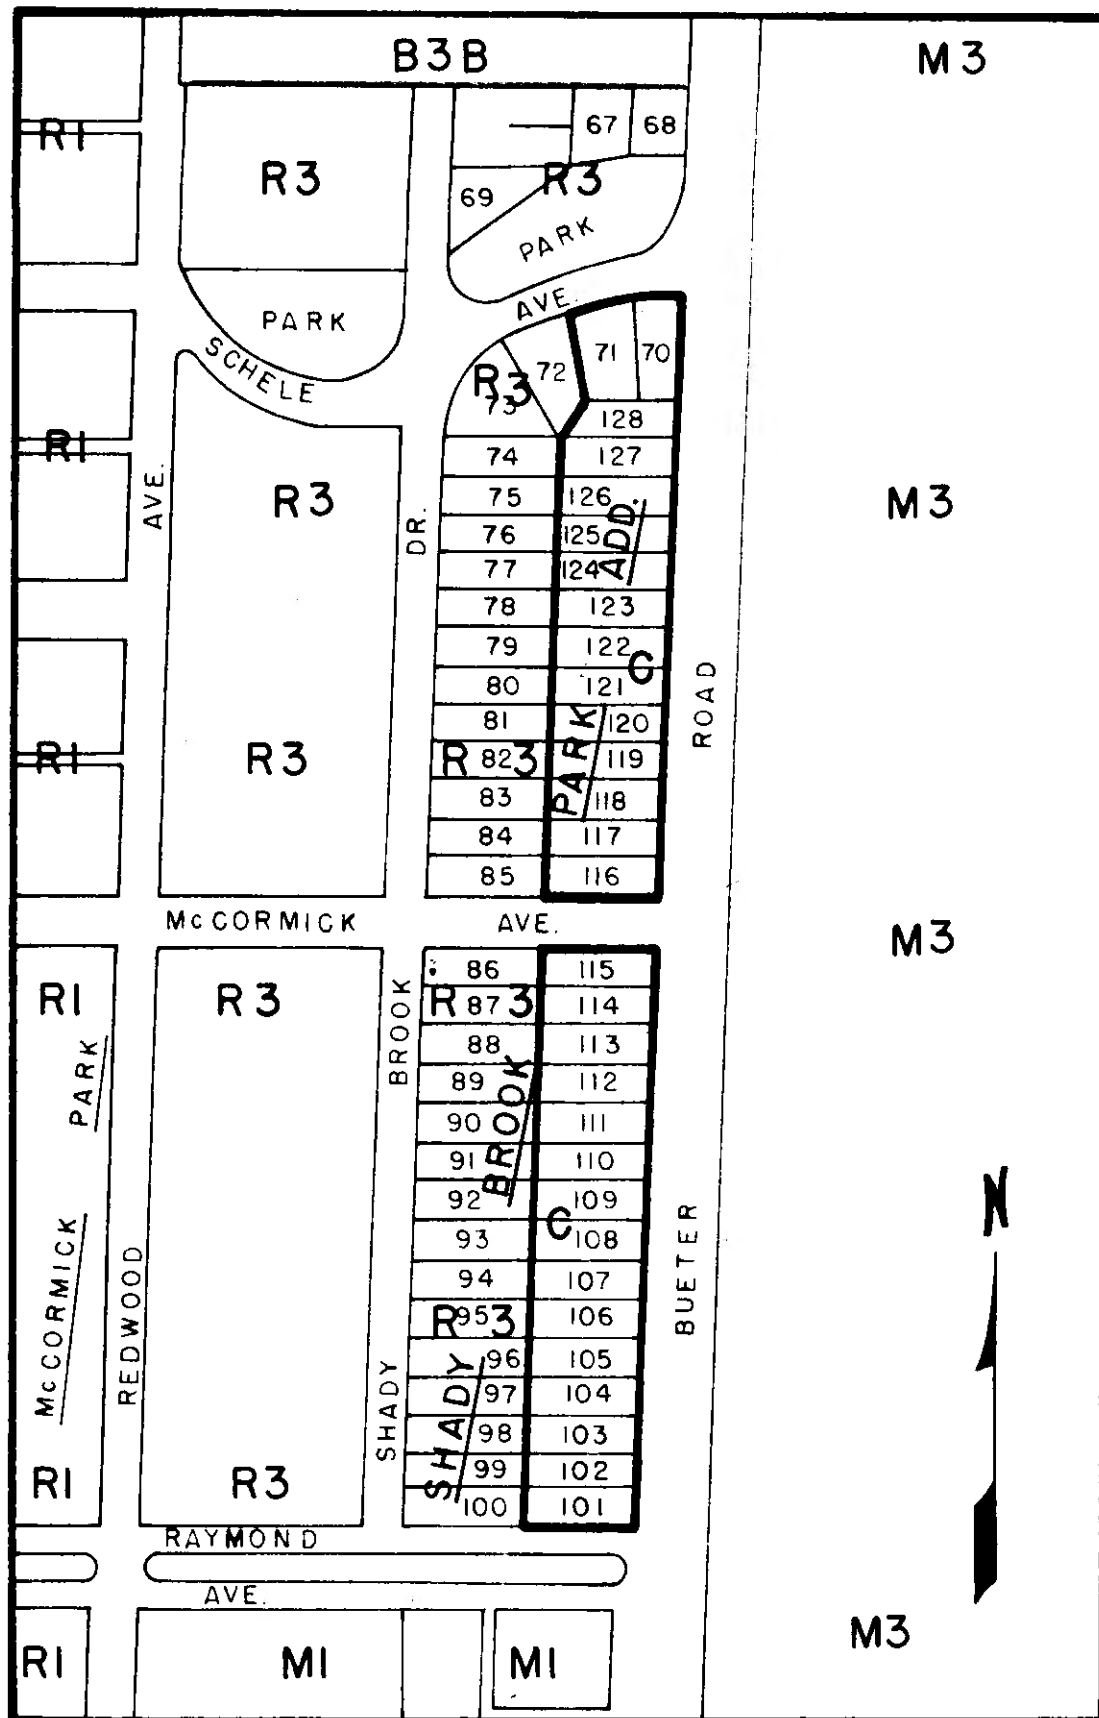 B3B
M3
R1
R3
67
68
R3
69
PARK
PARK
AVE.
SCHELE
71
70
72
R3
73
128
R1
74
127
AVE.
R3
75
126
M3
DR.
76
125
ADD.
77
124
78
123
79
122
C
80
121
ROAD
81
120
R1
R3
R3
82
119
PARK
83
118
84
117
85
116
McCORMICK AVE.
M3
86
115
R1
R3
BROOK
R3
87
114
PARK
88
113
89
BROOK
112
90
111
91
110
92
109
C
93
108
McCORMICK
REDWOOD
94
107
BUETER
N
R3
95
106
96
105
SHADY
SHADY
97
104
98
103
R1
R3
99
102
100
101
RAYMOND
AVE.
R1
M1
M1
M3